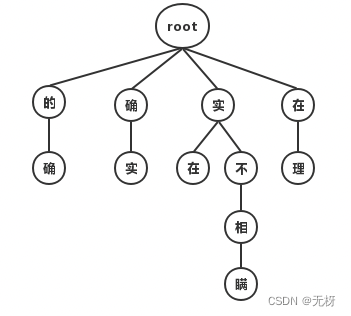 root
的 确 实 在
确 实 在 不 理
相
瞒
CSDN @无枒